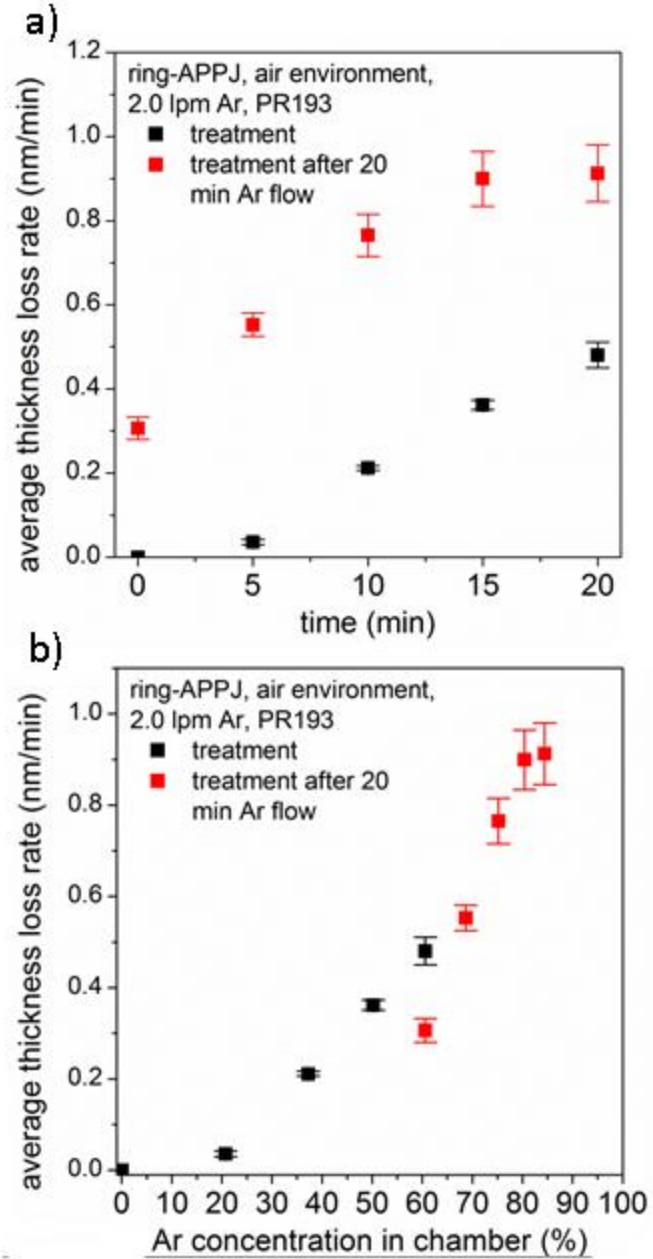 a)
average thickness loss rate (nm/min)
1.2
1.0
0.8
0.6
0.4
0.2
0.0
ring-APPJ, air environment,
2.0 lpm Ar, PR193
treatment
treatment after 20
min Ar flow
0 5 10 15 20
time (min)
b)
average thickness loss rate (nm/min)
1.0
0.8
0.6
0.4
0.2
0.0
ring-APPJ, air environment,
2.0 lpm Ar, PR193
treatment
treatment after 20
min Ar flow
0 10 20 30 40 50 60 70 80 90 100
Ar concentration in chamber (%)